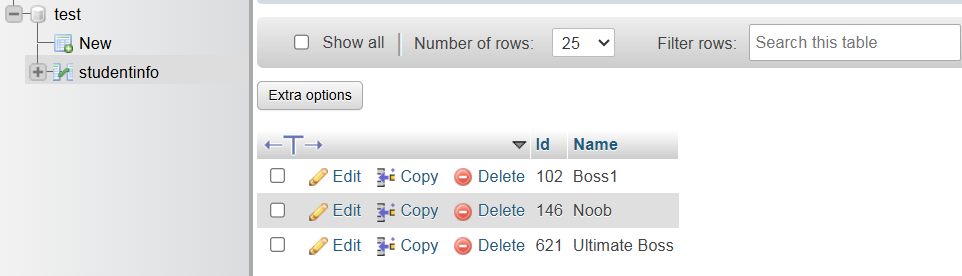 test
New
studentinfo
Show all Number of rows: 25 Filter rows: Search this table
Extra options
Id Name
Edit Copy Delete 102 Boss1
Edit Copy Delete 146 Noob
Edit Copy Delete 621 Ultimate Boss